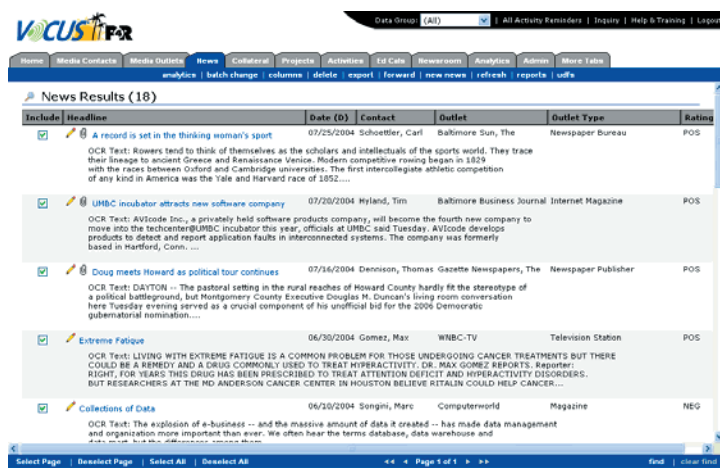 VOCUS for PR
Data Group: (All) | All Activity Reminders | Inquiry | Help & Training | Logout
Home Media Contacts Media Outlets News Collateral Projects Activities Ed Cals Newsroom Analytics Admin More Tabs
analytics | batch change | columns | delete | export | forward | new news | refresh | reports | udfs
News Results (18)
Include Headline Date (D) Contact Outlet Outlet Type Rating
A record is set in the thinking woman's sport 07/25/2004 Schoettler, Carl Baltimore Sun, The Newspaper Bureau POS
OCR Text: Rowers tend to think of themselves as the scholars and intellectuals of the sports world. They trace
their lineage to ancient Greece and Renaissance Venice. Modern competitive rowing began in 1829
with the races between Oxford and Cambridge universities. The first intercollegiate athletic competition
of any kind in America was the Yale and Harvard race of 1852....
UMBC incubator attracts new software company 07/20/2004 Hyland, Tim Baltimore Business Journal Internet Magazine POS
OCR Text: AVIcode Inc., a privately held software products company, will become the fourth new company to
move into the techcenter@UMBC incubator this year, officials at UMBC said Tuesday. AVIcode develops
products to detect and report application faults in interconnected systems. The company was formerly
based in Hartford, Conn. ...
Doug meets Howard as political tour continues 07/16/2004 Dennison, Thomas Gazette Newspapers, The Newspaper Publisher POS
OCR Text: DAYTON -- The pastoral setting in the rural reaches of Howard County hardly fit the stereotype of
a political battleground, but Montgomery County Executive Douglas M. Duncan's living room conversation
here Tuesday evening served as a crucial component of his unofficial bid for the 2006 Democratic
gubernatorial nomination....
Extreme Fatique 06/30/2004 Gomez, Max WNBC-TV Television Station POS
OCR Text: LIVING WITH EXTREME FATIGUE IS A COMMON PROBLEM FOR THOSE UNDERGOING CANCER TREATMENTS BUT THERE
COULD BE A REMEDY AND A DRUG COMMONLY USED TO TREAT HYPERACTIVITY. DR. MAX GOMEZ REPORTS. Reporter:
RIGHT, FOR YEARS THIS DRUG HAS BEEN PRESCRIBED TO TREAT ATTENTION DEFICIT AND HYPERACTIVITY DISORDERS.
BUT RESEARCHERS AT THE MD ANDERSON CANCER CENTER IN HOUSTON BELIEVE RITALIN COULD HELP CANCER...
Collections of Data 06/10/2004 Songini, Marc Computerworld Magazine NEG
OCR Text: The explosion of e-business -- and the massive amount of data it created -- has made data management
and organization more important than ever. We often hear the terms database, data warehouse and
data mart, but the differences among them
Select Page | Deselect Page | Select All | Deselect All Page 1 of 1 find | clear find